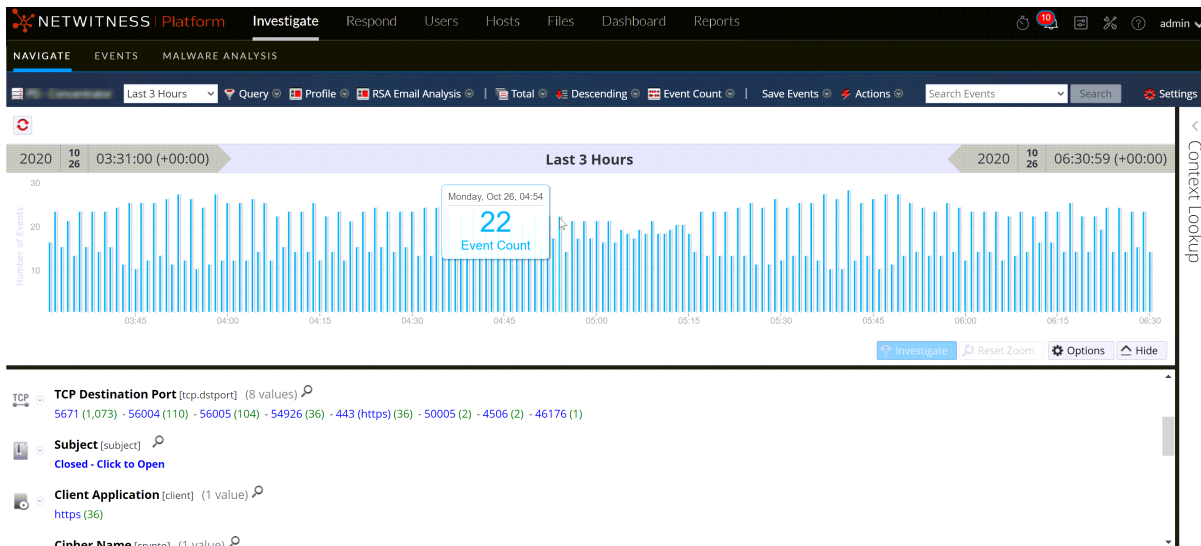 NETWITNESS Platform Investigate Respond Users Hosts Files Dashboard Reports 10 admin
NAVIGATE EVENTS MALWARE ANALYSIS
Last 3 Hours Query Profile RSA Email Analysis | Total Descending Event Count | Save Events Actions Search Events Search Settings
2020 10 26 03:31:00 (+00:00) Last 3 Hours 2020 10 26 06:30:59 (+00:00)
Context Lookup
30
20
10
Number of Events
Monday, Oct 26, 04:54
22
Event Count
03:45 04:00 04:15 04:30 04:45 05:00 05:15 05:30 05:45 06:00 06:15 06:30
Investigate Reset Zoom Options Hide
TCP TCP Destination Port [tcp.dstport] (8 values)
5671 (1,073) - 56004 (110) - 56005 (104) - 54926 (36) - 443 (https) (36) - 50005 (2) - 4506 (2) - 46176 (1)
Subject [subject]
Closed - Click to Open
Client Application [client] (1 value)
https (36)
Cipher Name [crypto] (1 value)